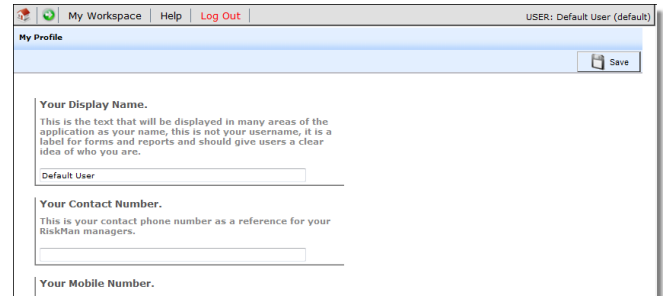 My Workspace Help Log Out USER: Default User (default)
My Profile
Save
Your Display Name.
This is the text that will be displayed in many areas of the
application as your name, this is not your username, it is a
label for forms and reports and should give users a clear
idea of who you are.
Default User
Your Contact Number.
This is your contact phone number as a reference for your
RiskMan managers.
Your Mobile Number.